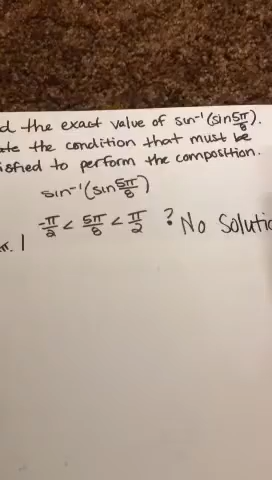 d the exact value of sin⁻¹(sin 5π/8).
te the condition that must be
isfied to perform the composition.
sin⁻¹(sin 5π/8)
-π/2 < 5π/8 < π/2 ? No Solutio